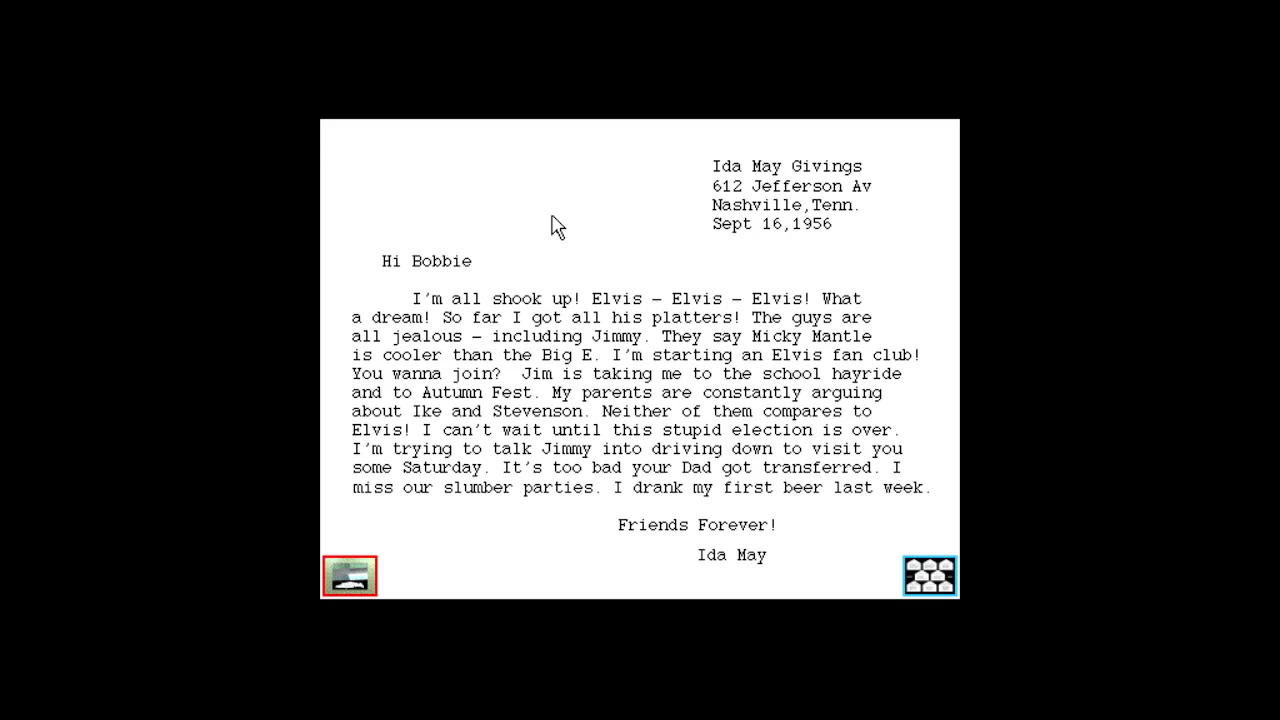 Ida May Givings
612 Jefferson Av
Nashville,Tenn.
Sept 16,1956
Hi Bobbie
I'm all shook up! Elvis - Elvis - Elvis! What
a dream! So far I got all his platters! The guys are
all jealous - including Jimmy. They say Micky Mantle
is cooler than the Big E. I'm starting an Elvis fan club!
You wanna join?  Jim is taking me to the school hayride
and to Autumn Fest. My parents are constantly arguing
about Ike and Stevenson. Neither of them compares to
Elvis! I can't wait until this stupid election is over.
I'm trying to talk Jimmy into driving down to visit you
some Saturday. It's too bad your Dad got transferred. I
miss our slumber parties. I drank my first beer last week.
Friends Forever!
Ida May